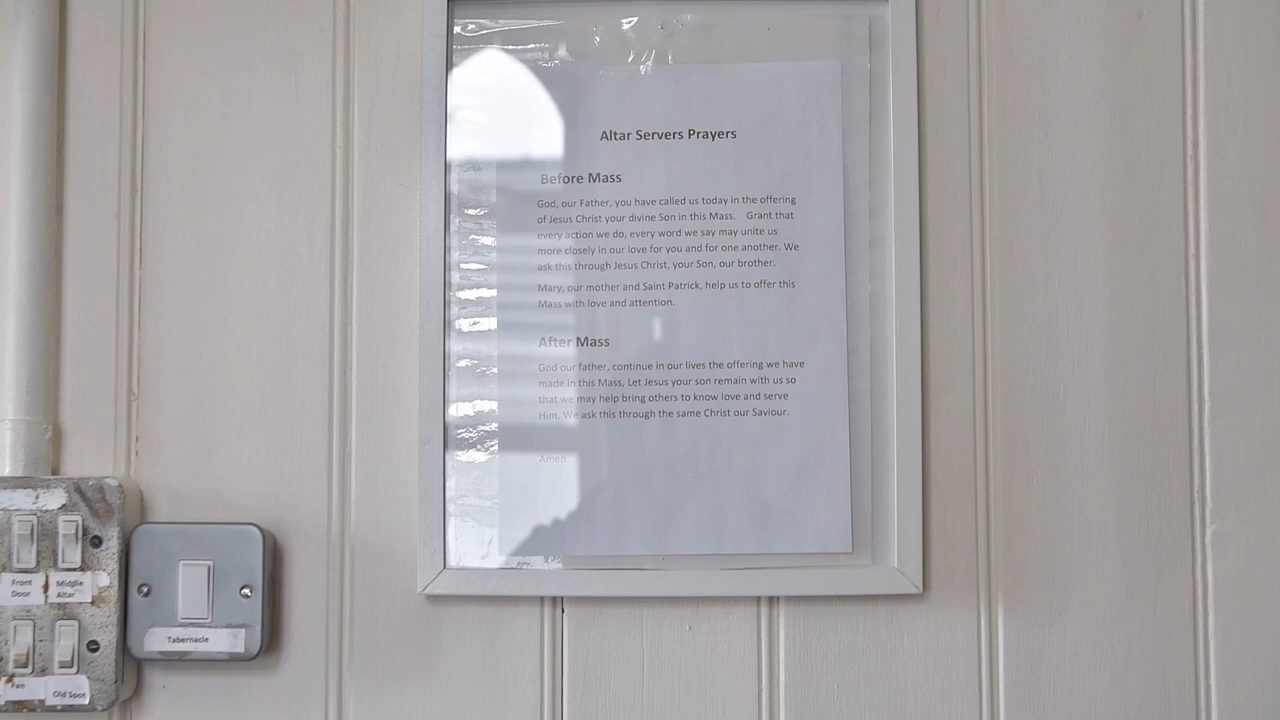 Altar Servers Prayers
Before Mass
God, our Father, you have called us today in the offering
of Jesus Christ your divine Son in this Mass. Grant that
every action we do, every word we say may unite us
more closely in our love for you and for one another. We
ask this through Jesus Christ, your Son, our brother.
Mary, our mother and Saint Patrick, help us to offer this
Mass with love and attention.
After Mass
God our father, continue in our lives the offering we have
made in this Mass, Let Jesus your son remain with us so
that we may help bring others to know love and serve
Him. We ask this through the same Christ our Saviour.
Amen
Front
Door
Middle
Altar
Tabernacle
Fan
Old Spot